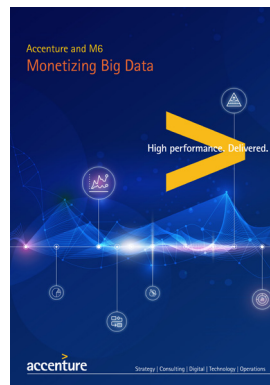 Accenture and M6
Monetizing Big Data
High performance. Delivered.
accenture
Strategy | Consulting | Digital | Technology | Operations